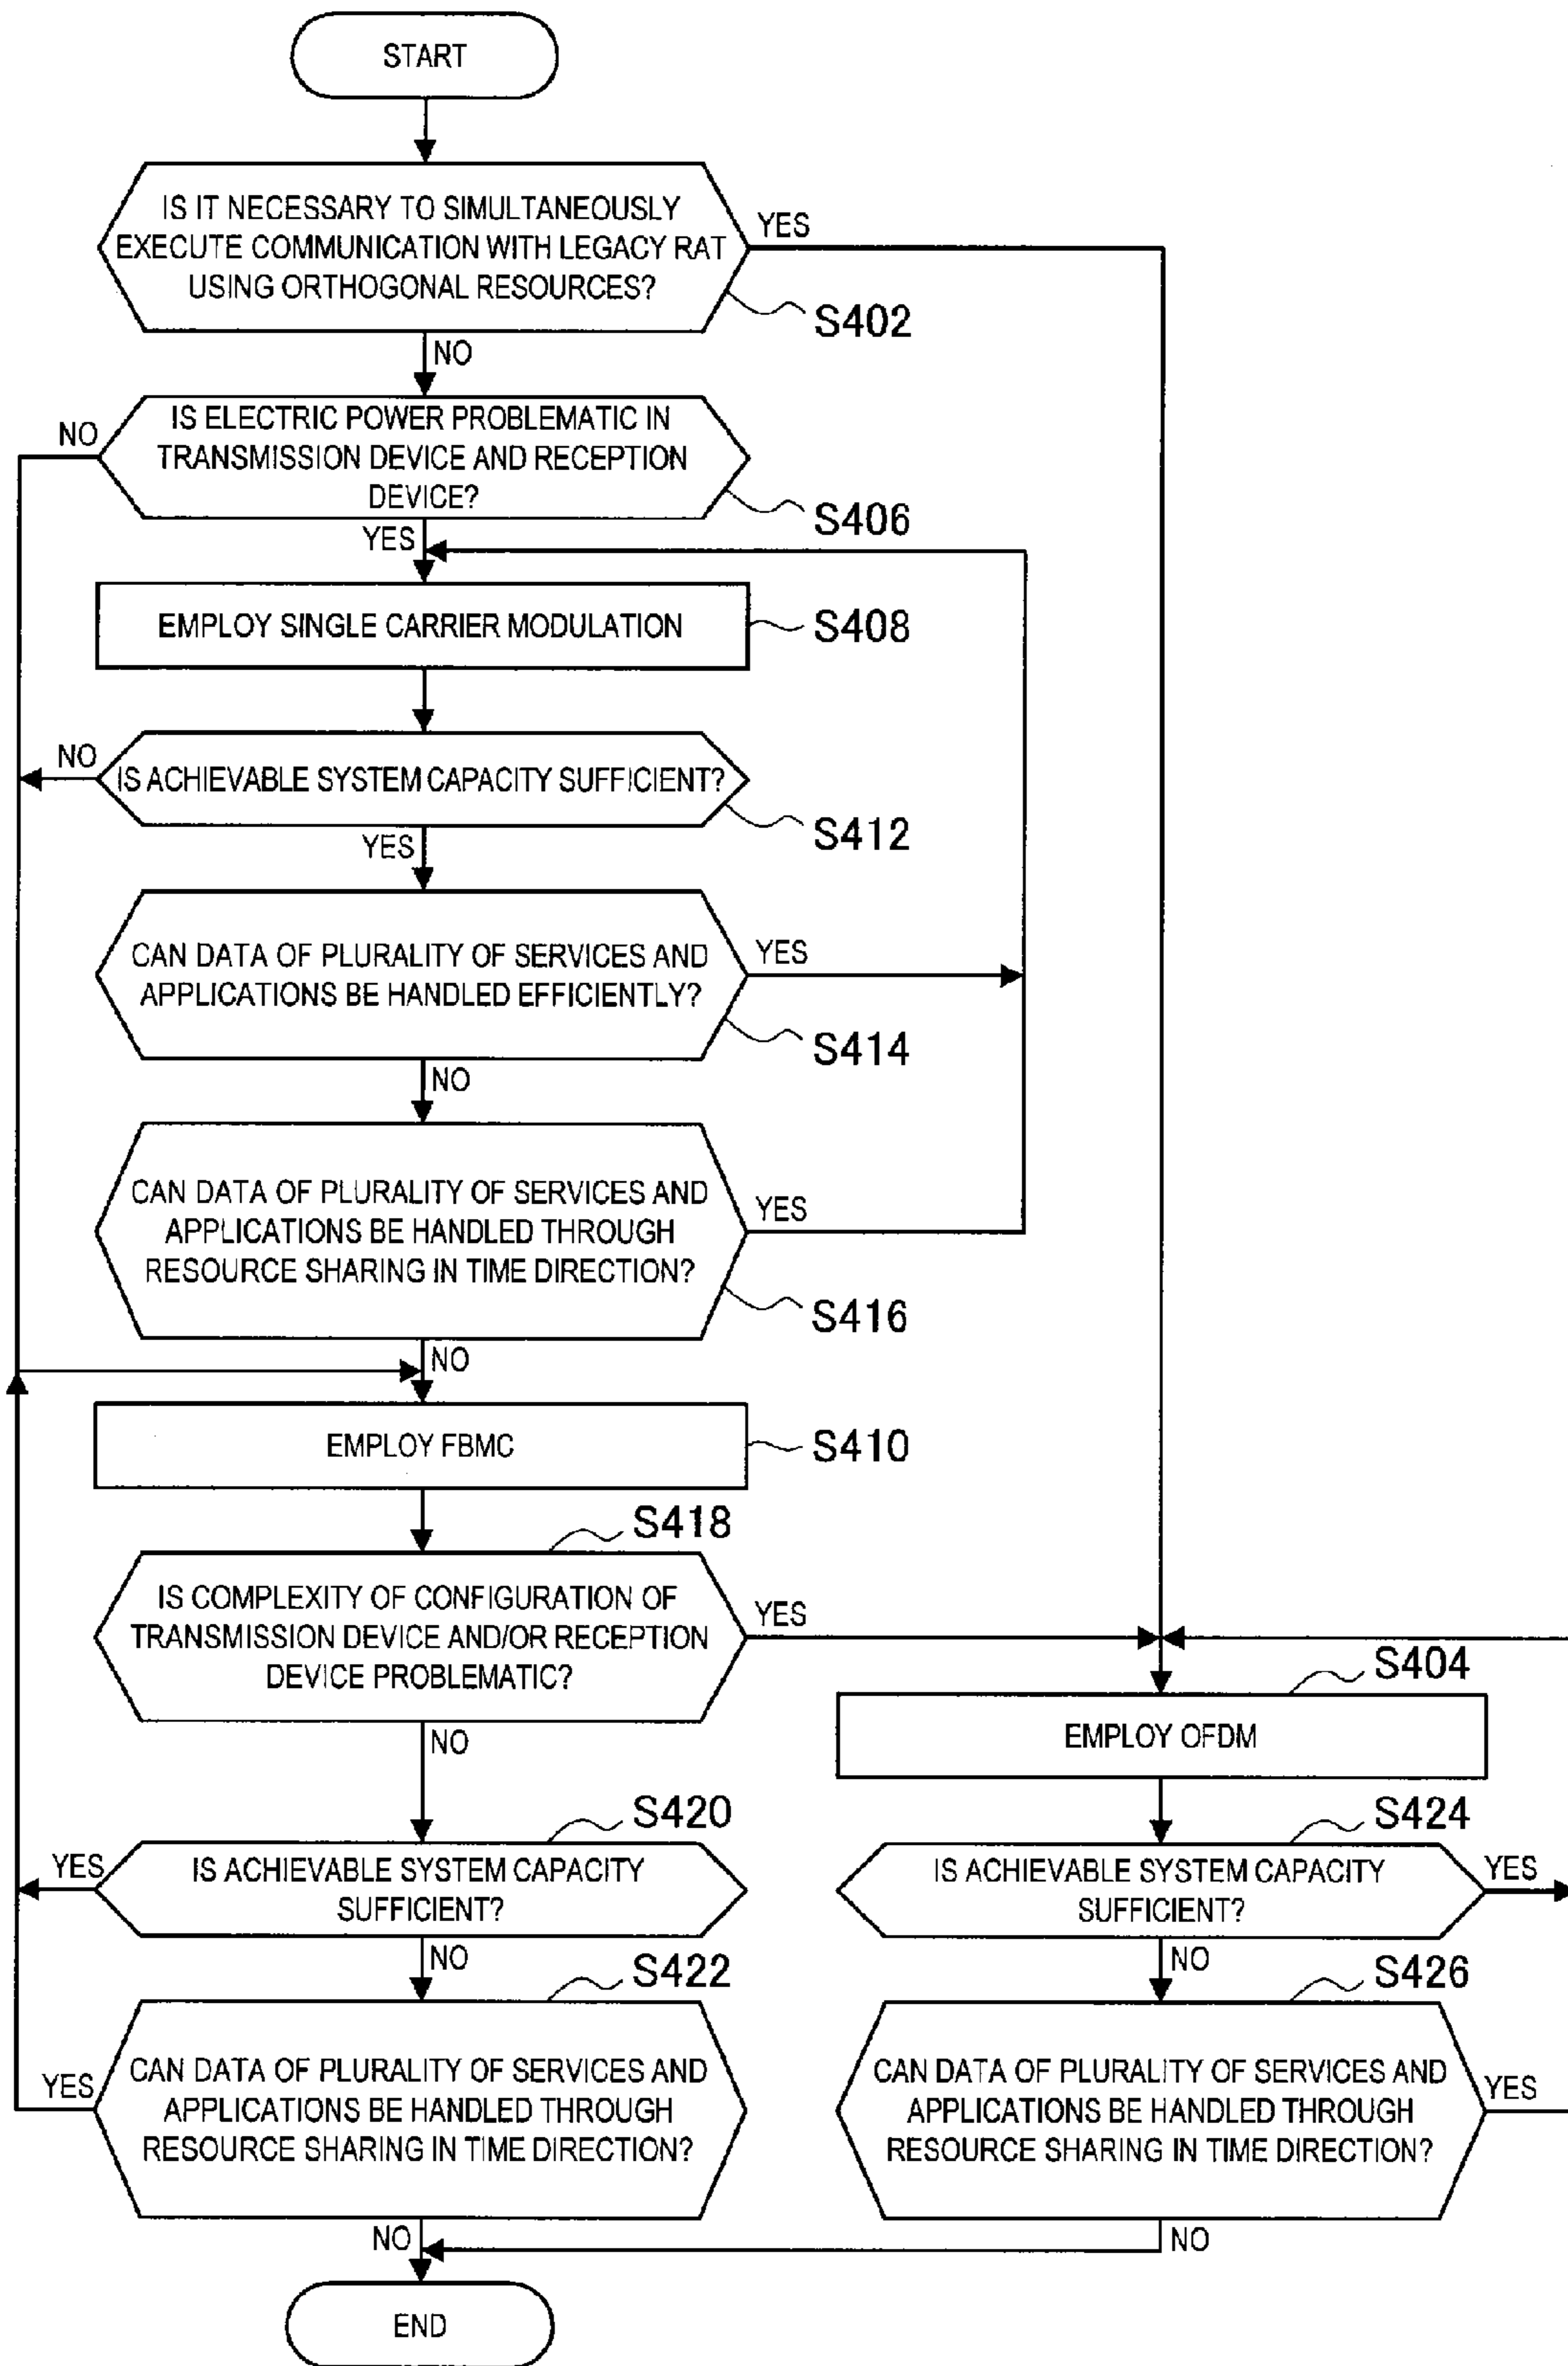 START
IS IT NECESSARY TO SIMULTANEOUSLY
EXECUTE COMMUNICATION WITH LEGACY RAT
USING ORTHOGONAL RESOURCES?
YES
S402
NO
IS ELECTRIC POWER PROBLEMATIC IN
TRANSMISSION DEVICE AND RECEPTION
DEVICE?
NO
S406
YES
EMPLOY SINGLE CARRIER MODULATION
S408
NO
IS ACHIEVABLE SYSTEM CAPACITY SUFFICIENT?
S412
YES
CAN DATA OF PLURALITY OF SERVICES AND
APPLICATIONS BE HANDLED EFFICIENTLY?
YES
S414
NO
CAN DATA OF PLURALITY OF SERVICES AND
APPLICATIONS BE HANDLED THROUGH
RESOURCE SHARING IN TIME DIRECTION?
YES
S416
NO
EMPLOY FBMC
S410
S418
IS COMPLEXITY OF CONFIGURATION OF
TRANSMISSION DEVICE AND/OR RECEPTION
DEVICE PROBLEMATIC?
YES
NO
S404
EMPLOY OFDM
S420
YES
IS ACHIEVABLE SYSTEM CAPACITY
SUFFICIENT?
NO
S424
IS ACHIEVABLE SYSTEM CAPACITY
SUFFICIENT?
YES
NO
S422
CAN DATA OF PLURALITY OF SERVICES AND
APPLICATIONS BE HANDLED THROUGH
RESOURCE SHARING IN TIME DIRECTION?
YES
NO
S426
CAN DATA OF PLURALITY OF SERVICES AND
APPLICATIONS BE HANDLED THROUGH
RESOURCE SHARING IN TIME DIRECTION?
YES
NO
END